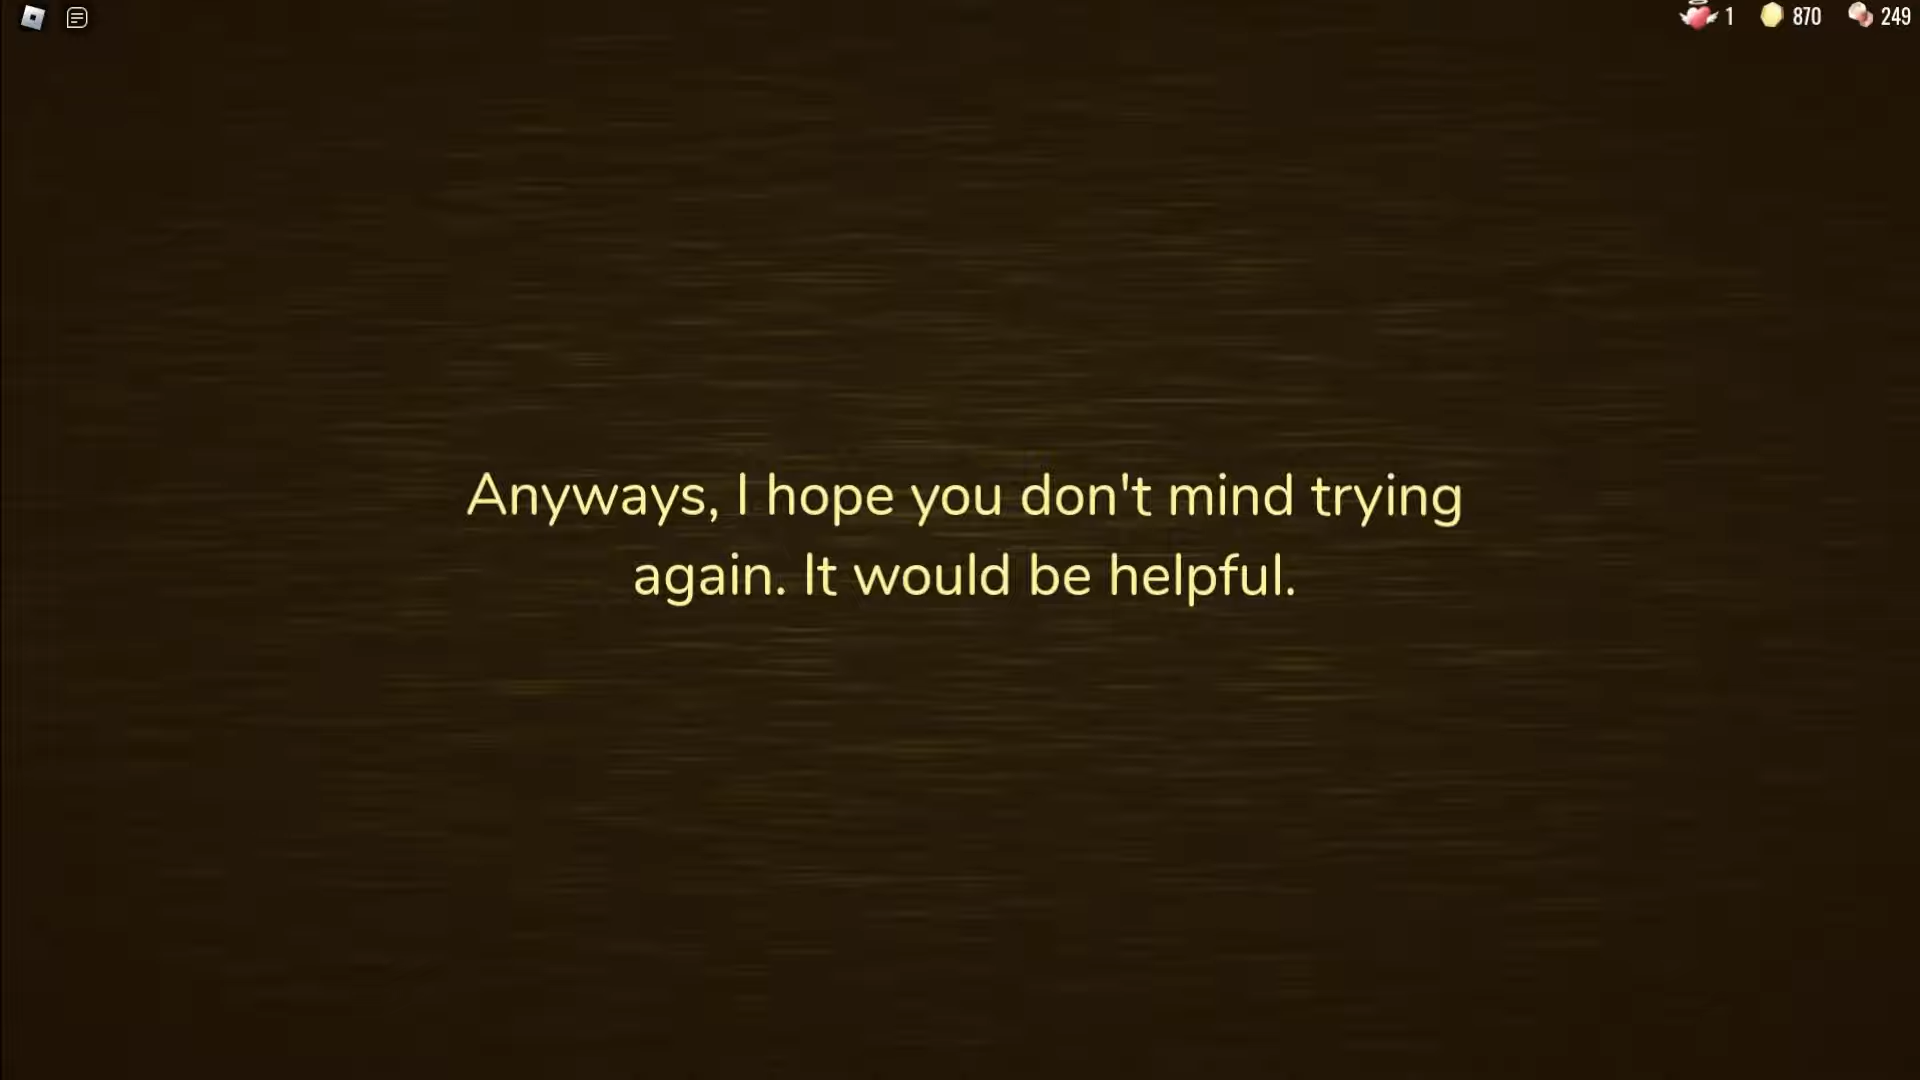 1 870 249
Anyways, I hope you don't mind trying
again. It would be helpful.